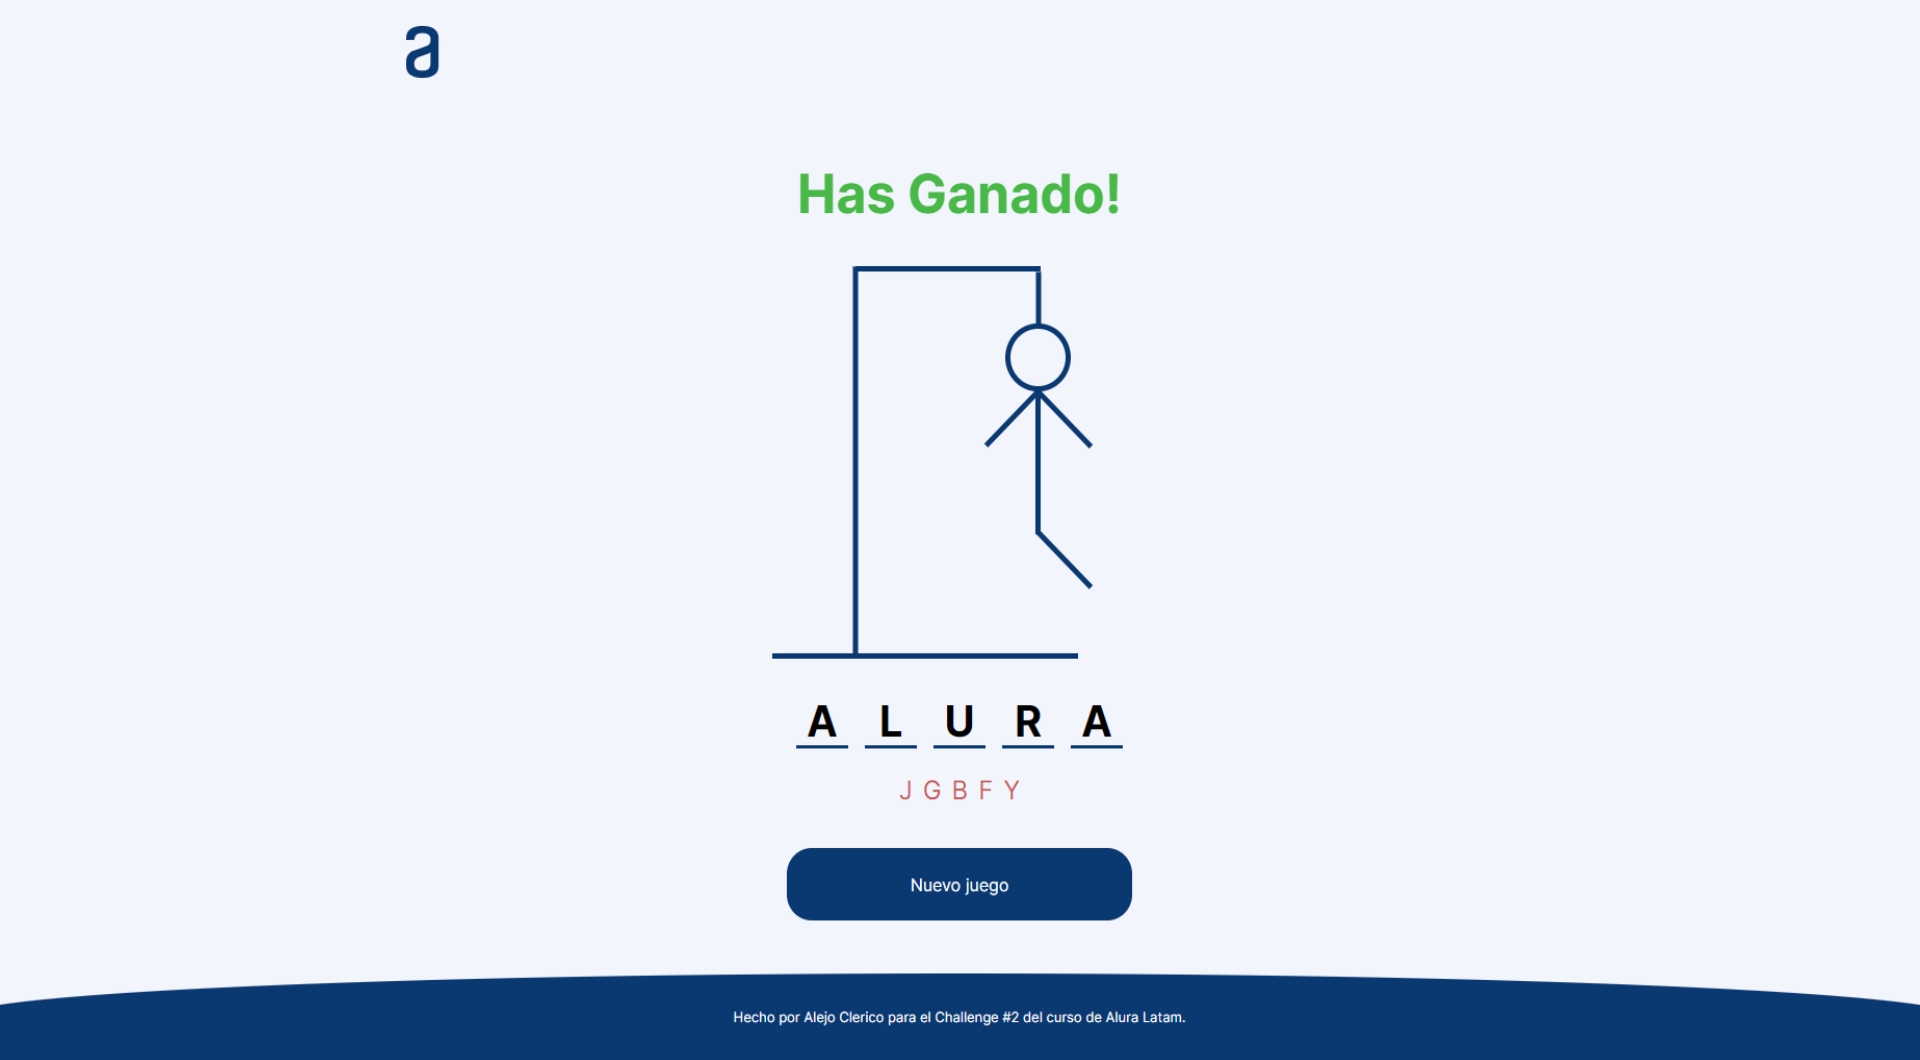 a
Has Ganado!
A L U R A
J G B F Y
Nuevo juego
Hecho por Alejo Clerico para el Challenge #2 del curso de Alura Latam.